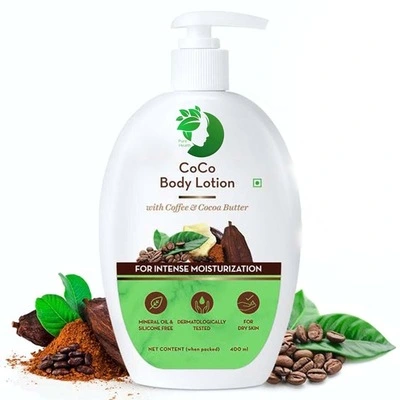 CoCo
Body Lotion
with Coffee & Cocoa Butter
FOR INTENSE MOISTURIZATION
MINERAL OIL &
SILICONE FREE
DERMATOLOGICALLY
TESTED
FOR
DRY SKIN
NET CONTENT (when packed) 400 ml